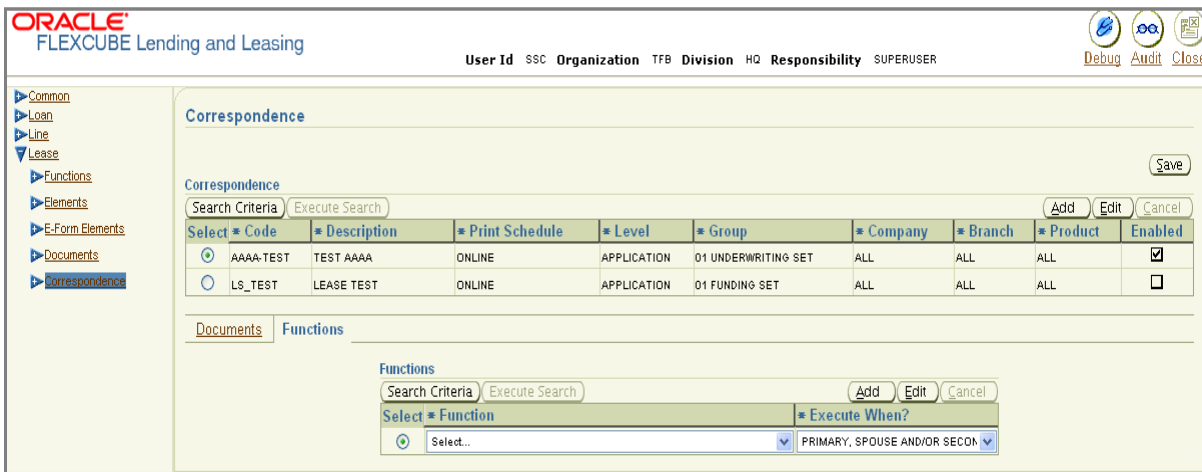 ORACLE
FLEXCUBE Lending and Leasing
User Id SSC Organization TFB Division HQ Responsibility SUPERUSER
Debug Audit Close
Common
Loan
Line
Lease
Functions
Elements
E-Form Elements
Documents
Correspondence
Correspondence
Save
Correspondence
Search Criteria Execute Search Add Edit Cancel
Select * Code * Description * Print Schedule * Level * Group * Company * Branch * Product Enabled
AAAA-TEST TEST AAAA ONLINE APPLICATION 01 UNDERWRITING SET ALL ALL ALL
LS_TEST LEASE TEST ONLINE APPLICATION 01 FUNDING SET ALL ALL ALL
Documents Functions
Functions
Search Criteria Execute Search Add Edit Cancel
Select * Function * Execute When?
Select... PRIMARY, SPOUSE AND/OR SECON